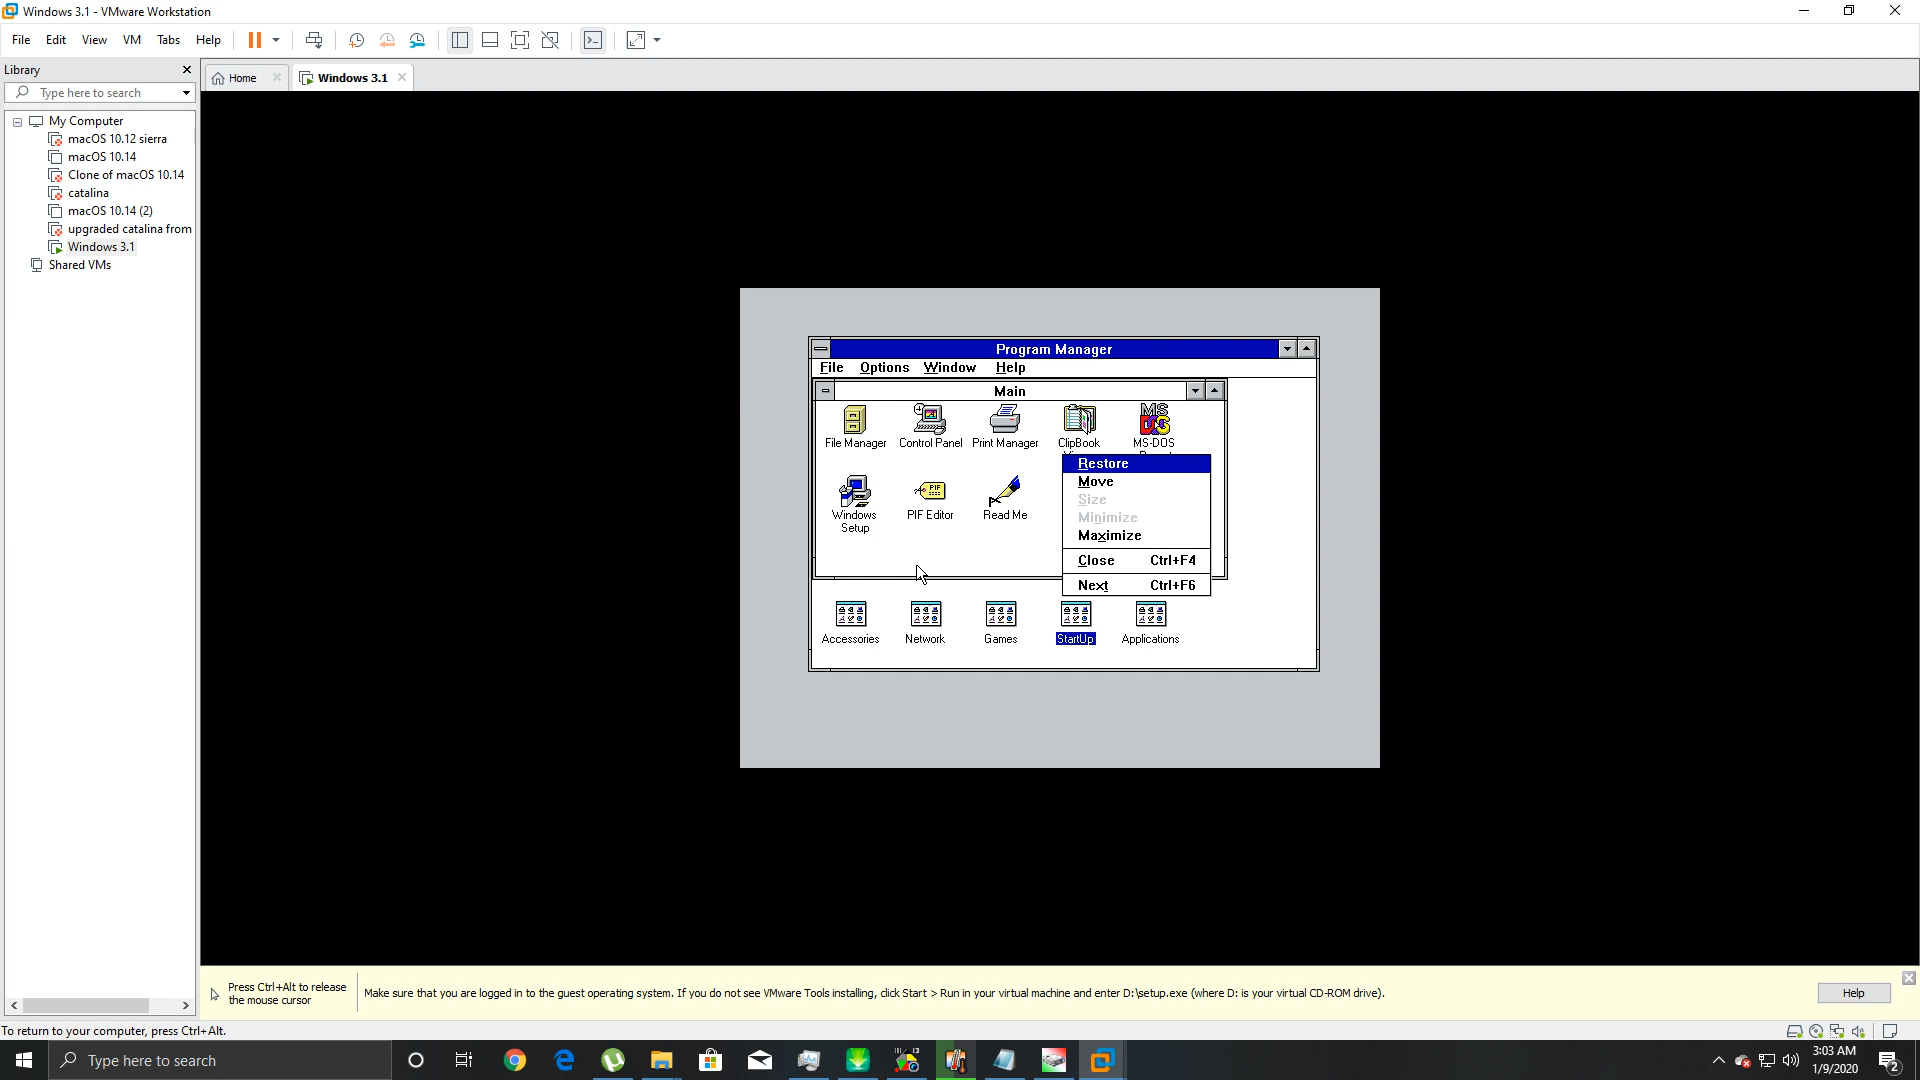 Windows 3.1 - VMware Workstation
File Edit View VM Tabs Help
Library
Type here to search
My Computer
macOS 10.12 sierra
macOS 10.14
Clone of macOS 10.14
catalina
macOS 10.14 (2)
upgraded catalina from
Windows 3.1
Shared VMs
Home
Windows 3.1
Program Manager
File Options Window Help
Main
File Manager Control Panel Print Manager ClipBook MS-DOS
Windows Setup
PIF Editor
Read Me
Restore
Move
Size
Minimize
Maximize
Close Ctrl+F4
Next Ctrl+F6
Accessories Network Games StartUp Applications
Press Ctrl+Alt to release
the mouse cursor
Make sure that you are logged in to the guest operating system. If you do not see VMware Tools installing, click Start > Run in your virtual machine and enter D:\setup.exe (where D: is your virtual CD-ROM drive).
Help
To return to your computer, press Ctrl+Alt.
Type here to search
3:03 AM
1/9/2020
2